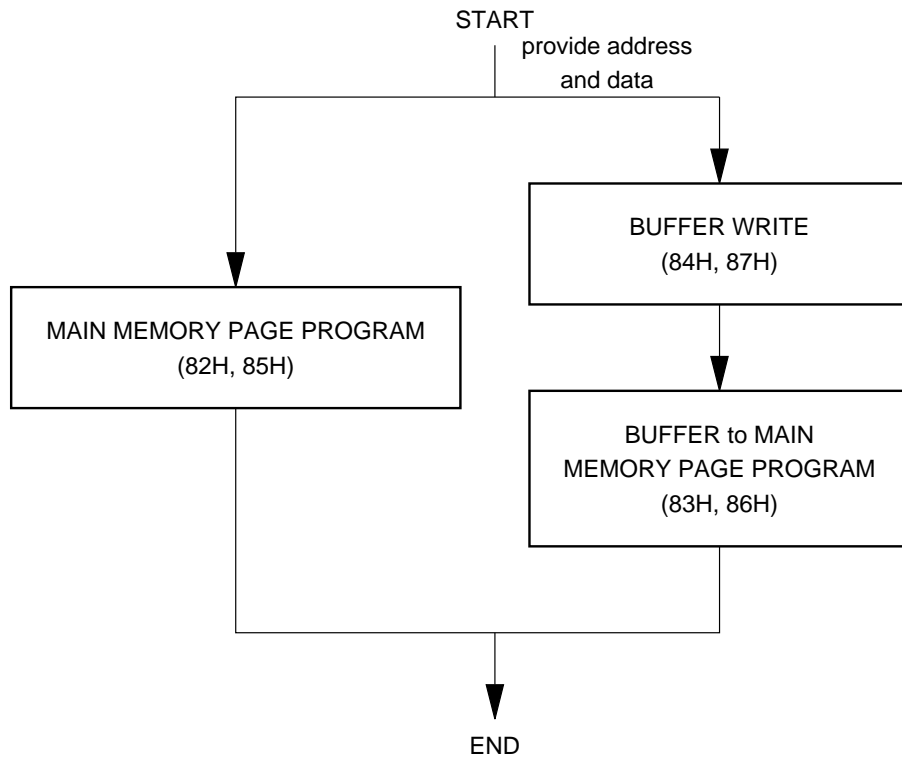 START
provide address
and data
BUFFER WRITE
(84H, 87H)
MAIN MEMORY PAGE PROGRAM
(82H, 85H)
BUFFER to MAIN
MEMORY PAGE PROGRAM
(83H, 86H)
END